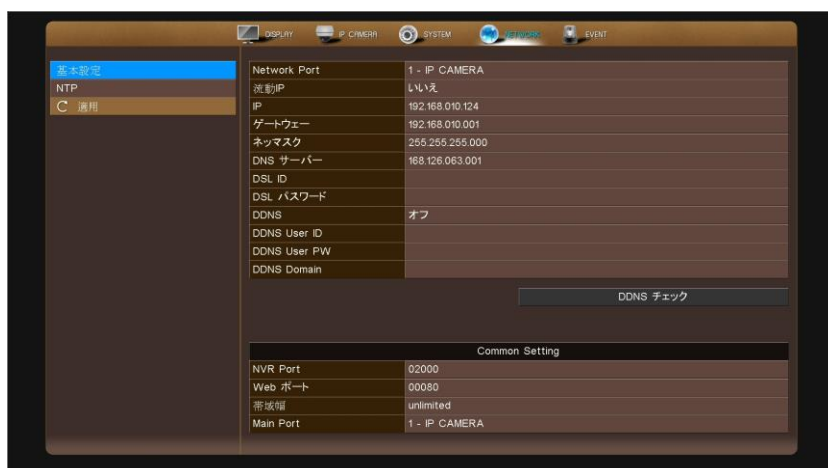 DISPLAY IP CAMERA SYSTEM NETWORK EVENT
基本設定
NTP
適用
Network Port 1 - IP CAMERA
流動IP いいえ
IP 192.168.010.124
ゲートウェー 192.168.010.001
ネッマスク 255.255.255.000
DNS サーバー 168.126.063.001
DSL ID
DSL パスワード
DDNS オフ
DDNS User ID
DDNS User PW
DDNS Domain
DDNS チェック
Common Setting
NVR Port 02000
Web ポート 00080
帯域幅 unlimited
Main Port 1 - IP CAMERA